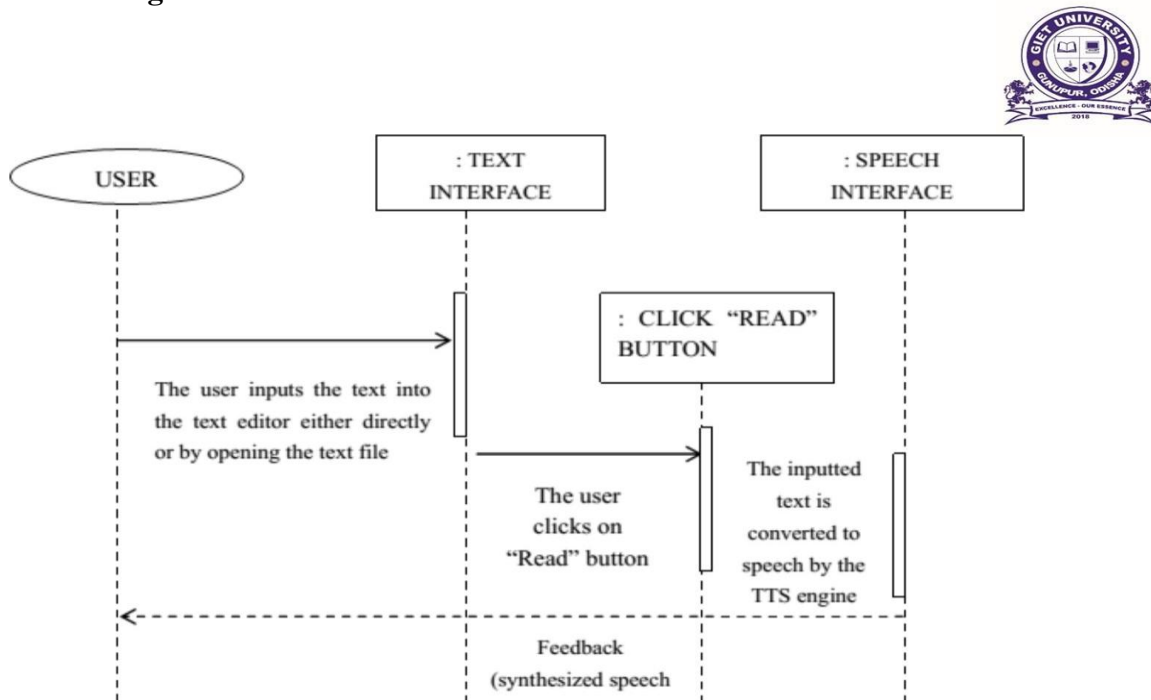 GIET UNIVERSITY
GUNUPUR, ODISHA
EXCELLENCE - OUR ESSENCE
2018
USER
: TEXT
INTERFACE
: SPEECH
INTERFACE
: CLICK “READ”
BUTTON
The user inputs the text into
the text editor either directly
or by opening the text file
The user
clicks on
“Read” button
The inputted
text is
converted to
speech by the
TTS engine
Feedback
(synthesized speech